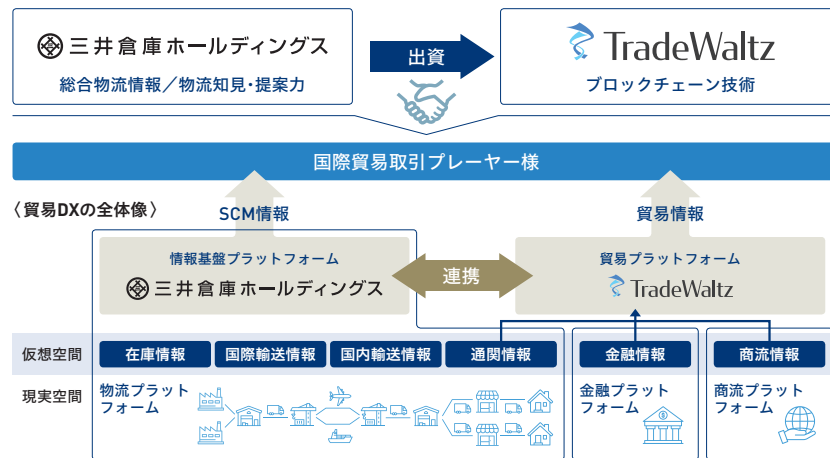 三井倉庫ホールディングス
総合物流情報／物流知見・提案力
出資
TradeWaltz
ブロックチェーン技術
国際貿易取引プレーヤー様
〈貿易DXの全体像〉
SCM情報
貿易情報
情報基盤プラットフォーム
三井倉庫ホールディングス
連携
貿易プラットフォーム
TradeWaltz
仮想空間
在庫情報
国際輸送情報
国内輸送情報
通関情報
金融情報
商流情報
現実空間
物流プラット
フォーム
金融プラット
フォーム
商流プラット
フォーム